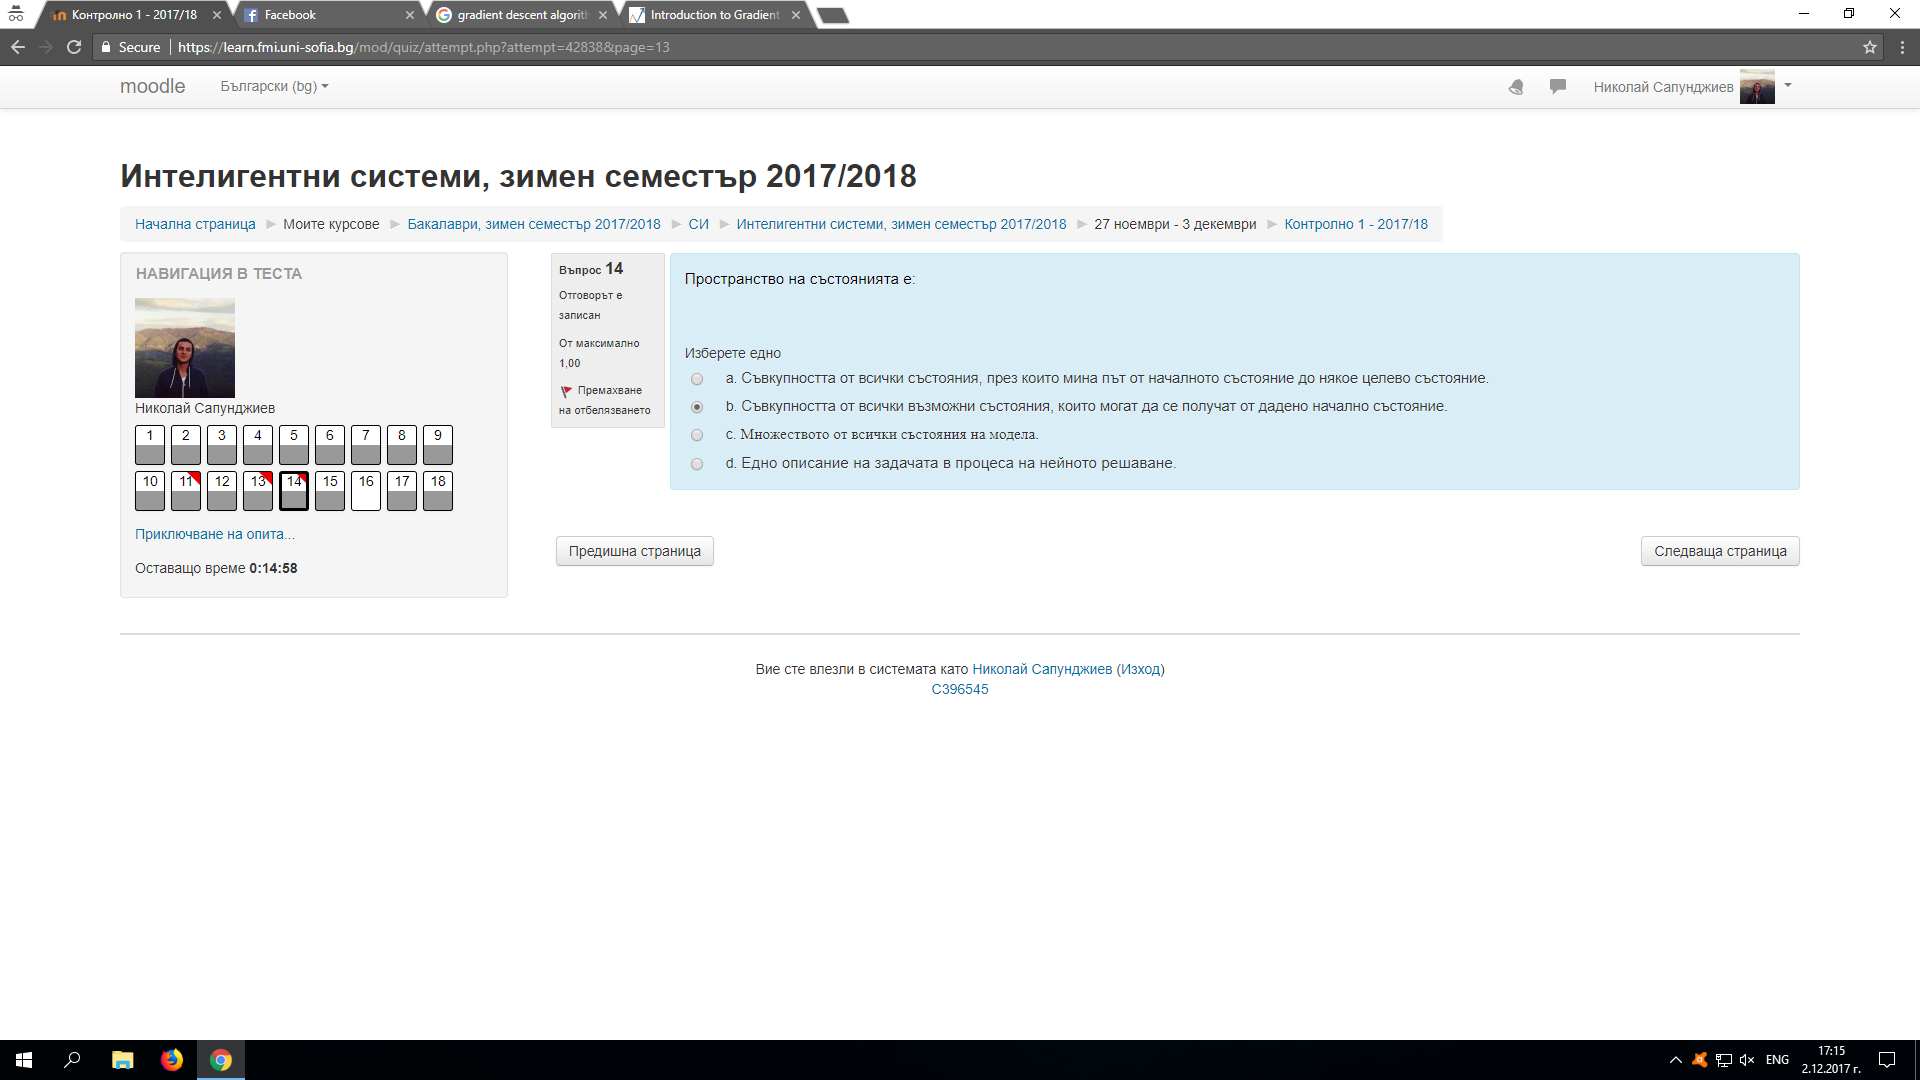 Контролно 1 - 2017/18
Facebook
gradient descent algorith
Introduction to Gradient
Secure
https://learn.fmi.uni-sofia.bg/mod/quiz/attempt.php?attempt=42838&page=13
moodle
Български (bg)
Николай Сапунджиев
Интелигентни системи, зимен семестър 2017/2018
Начална страница ► Моите курсове ► Бакалаври, зимен семестър 2017/2018 ► СИ ► Интелигентни системи, зимен семестър 2017/2018 ► 27 ноември - 3 декември ► Контролно 1 - 2017/18
НАВИГАЦИЯ В ТЕСТА
Николай Сапунджиев
1 2 3 4 5 6 7 8 9
10 11 12 13 14 15 16 17 18
Приключване на опита...
Оставащо време 0:14:58
Въпрос 14
Отговорът е
записан
От максимално
1,00
Премахване
на отбелязването
Пространство на състоянията е:
Изберете едно
a. Съвкупността от всички състояния, през които мина път от началното състояние до някое целево състояние.
b. Съвкупността от всички възможни състояния, които могат да се получат от дадено начално състояние.
c. Множеството от всички състояния на модела.
d. Едно описание на задачата в процеса на нейното решаване.
Предишна страница
Следваща страница
Вие сте влезли в системата като Николай Сапунджиев (Изход)
C396545
ENG
17:15
2.12.2017 г.